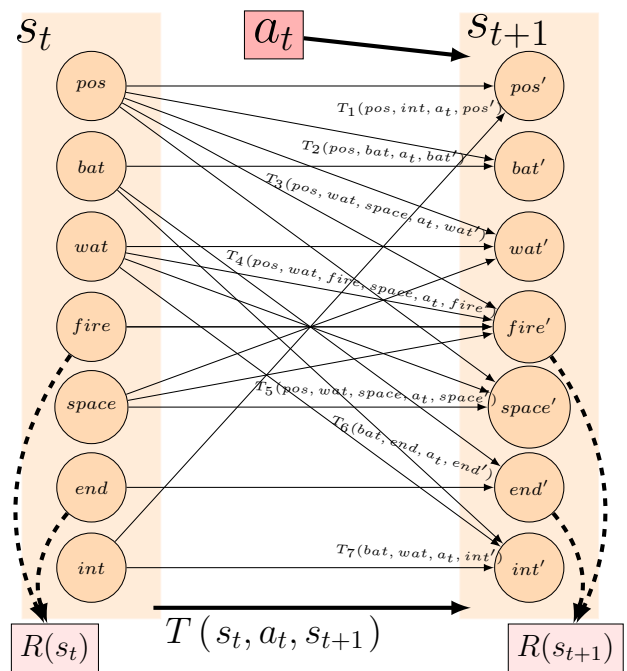 s_t
a_t
s_{t+1}
pos
pos′
T_1(pos, int, a_t, pos′)
bat
T_2(pos, bat, a_t, bat′)
bat′
T_3(pos, wat, space, a_t, wat′)
wat
wat′
T_4(pos, wat, fire, space, a_t, fire′)
fire
fire′
space
T_5(pos, wat, space, a_t, space′)
space′
T_6(bat, end, a_t, end′)
end
end′
int
T_7(bat, wat, a_t, int′)
int′
R(s_t)
T (s_t, a_t, s_{t+1})
R(s_{t+1})